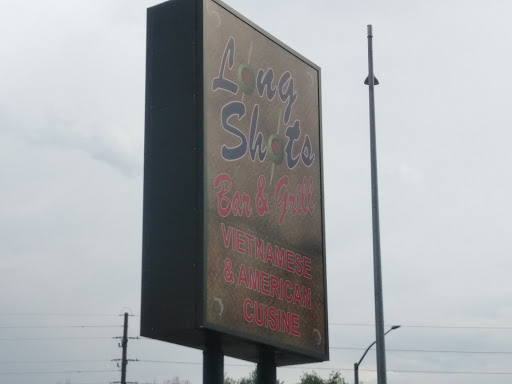 Long
Shots
Bar & Grill
VIETNAMESE
& AMERICAN
CUISINE